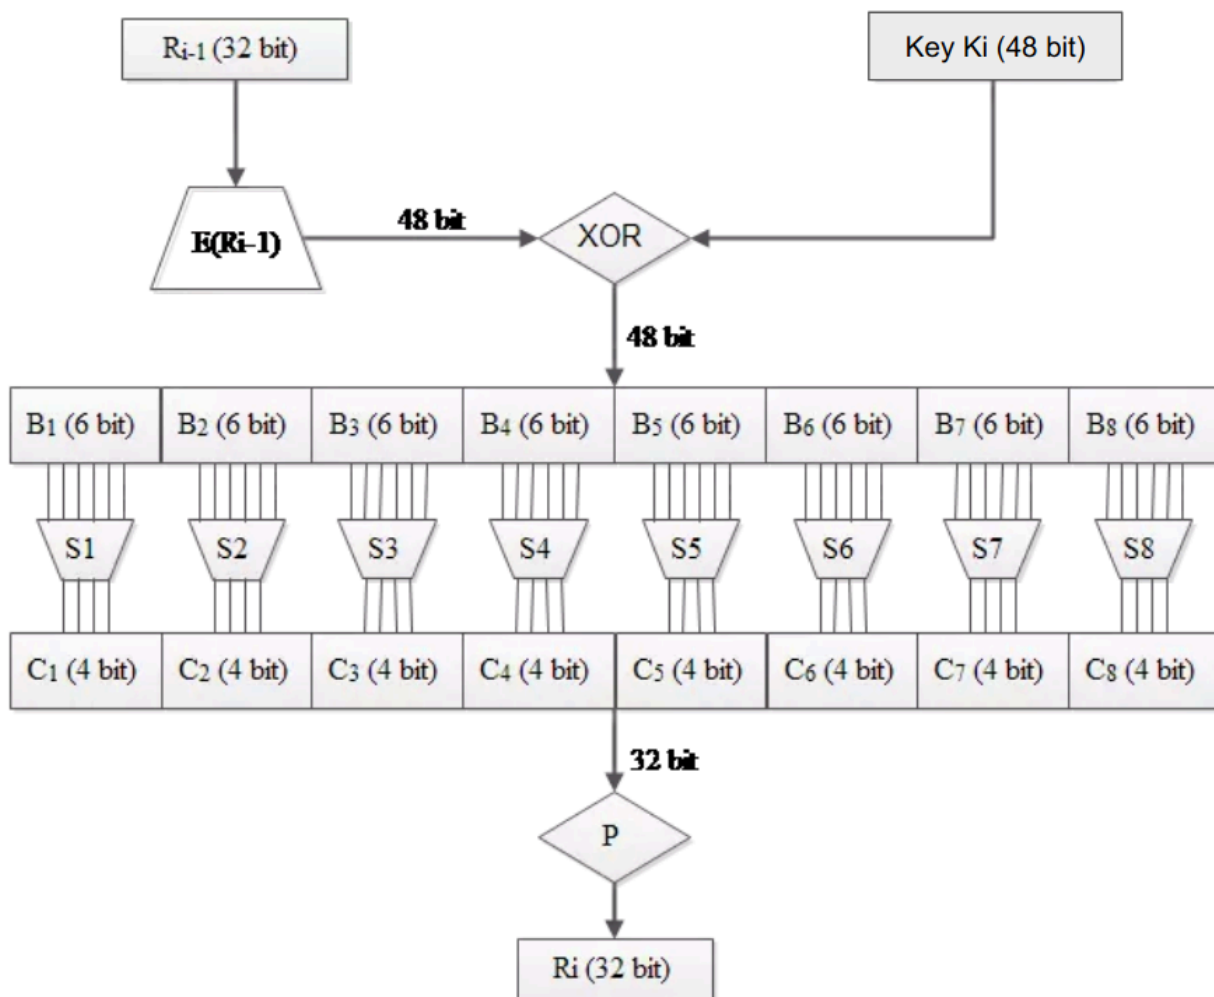 Ri-1 (32 bit)
Key Ki (48 bit)
E(Ri-1)
48 bit
XOR
48 bit
B1 (6 bit) B2 (6 bit) B3 (6 bit) B4 (6 bit) B5 (6 bit) B6 (6 bit) B7 (6 bit) B8 (6 bit)
S1 S2 S3 S4 S5 S6 S7 S8
C1 (4 bit) C2 (4 bit) C3 (4 bit) C4 (4 bit) C5 (4 bit) C6 (4 bit) C7 (4 bit) C8 (4 bit)
32 bit
P
Ri (32 bit)